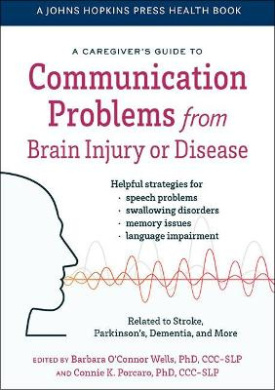 A JOHNS HOPKINS PRESS HEALTH BOOK
A CAREGIVER'S GUIDE TO
Communication
Problems from
Brain Injury or Disease
Helpful strategies for
· speech problems
· swallowing disorders
· memory issues
· language impairment
Related to Stroke,
Parkinson's, Dementia, and More
EDITED BY Barbara O'Connor Wells, PhD, CCC-SLP
AND Connie K. Porcaro, PhD, CCC-SLP